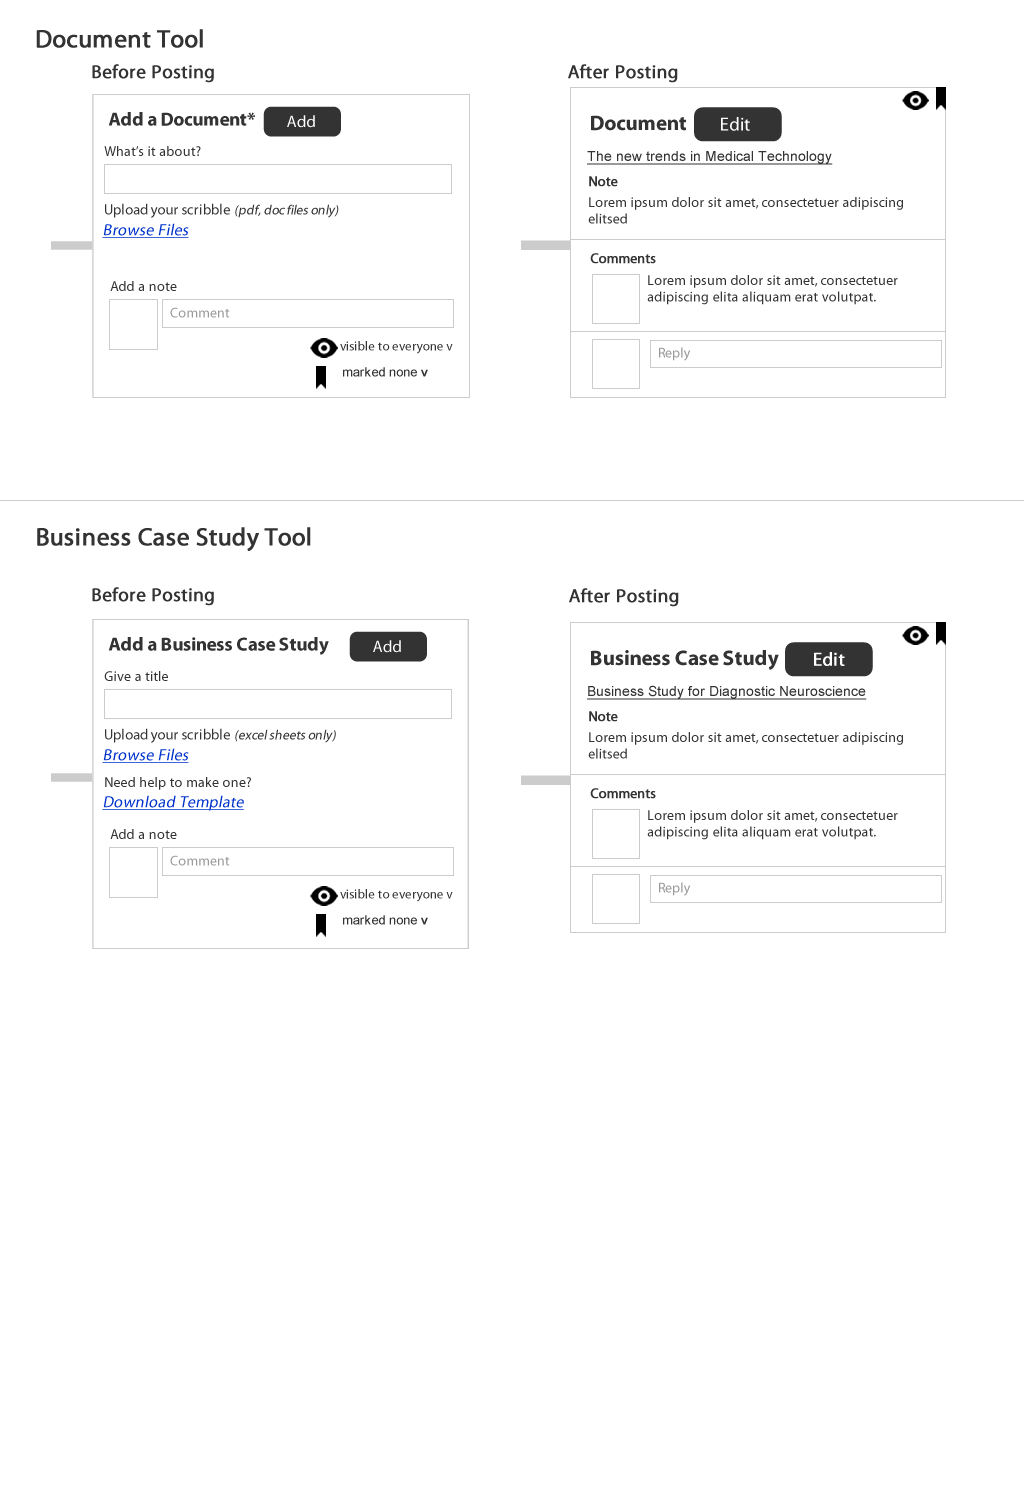 Document Tool
Before Posting
Add a Document*
Add
What's it about?
Upload your scribble (pdf, doc files only)
Browse Files
Add a note
Comment
visible to everyone v
marked none v
After Posting
Document
Edit
The new trends in Medical Technology
Note
Lorem ipsum dolor sit amet, consectetuer adipiscing
elitsed
Comments
Lorem ipsum dolor sit amet, consectetuer
adipiscing elita aliquam erat volutpat.
Reply
Business Case Study Tool
Before Posting
Add a Business Case Study
Add
Give a title
Upload your scribble (excel sheets only)
Browse Files
Need help to make one?
Download Template
Add a note
Comment
visible to everyone v
marked none v
After Posting
Business Case Study
Edit
Business Study for Diagnostic Neuroscience
Note
Lorem ipsum dolor sit amet, consectetuer adipiscing
elitsed
Comments
Lorem ipsum dolor sit amet, consectetuer
adipiscing elita aliquam erat volutpat.
Reply